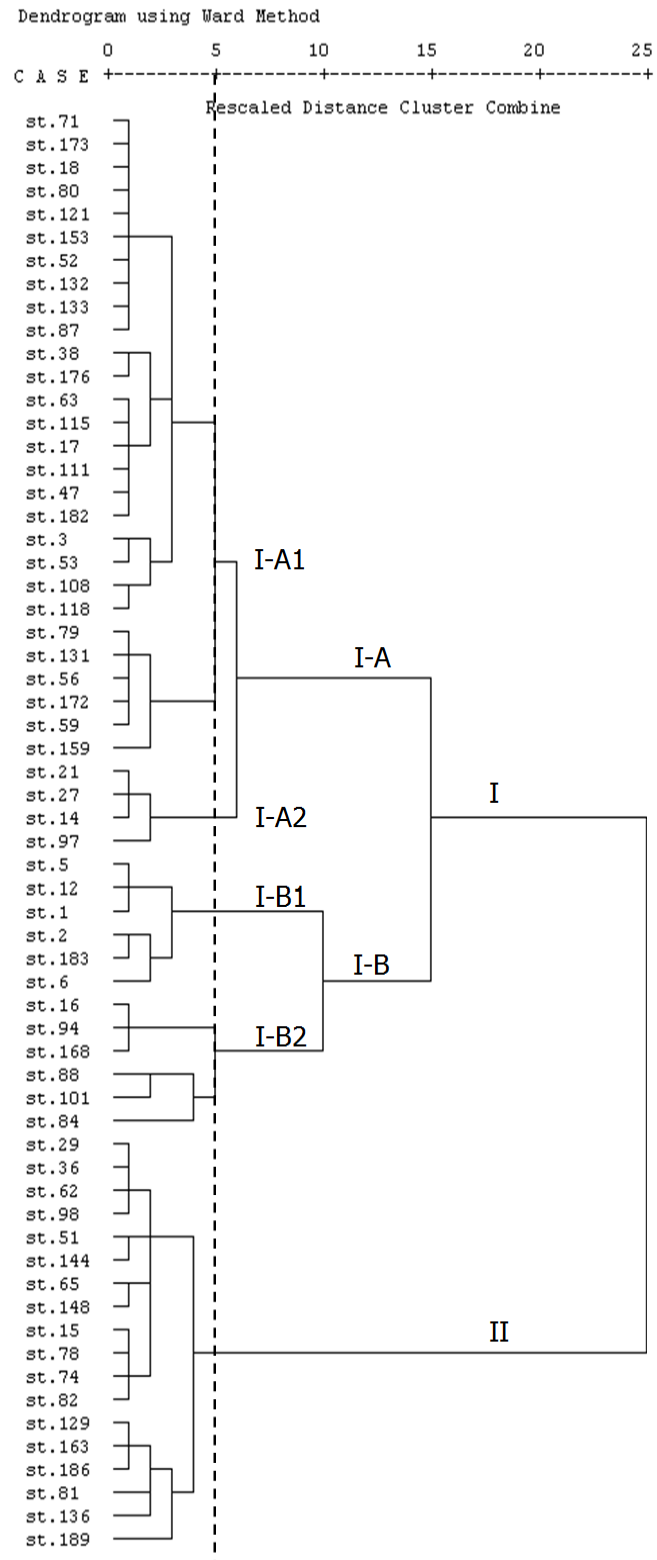 Dendrogram using Ward Method
0 5 10 15 20 25
C A S E +---------+---------+---------+---------+---------+
Rescaled Distance Cluster Combine
st.71
st.173
st.18
st.80
st.121
st.153
st.52
st.132
st.133
st.87
st.38
st.176
st.63
st.115
st.17
st.111
st.47
st.182
st.3
st.53 I-A1
st.108
st.118
st.79
st.131 I-A
st.56
st.172
st.59
st.159
st.21
st.27 I
st.14 I-A2
st.97
st.5
st.12 I-B1
st.1
st.2
st.183 I-B
st.6
st.16
st.94 I-B2
st.168
st.88
st.101
st.84
st.29
st.36
st.62
st.98
st.51
st.144
st.65
st.148
st.15 II
st.78
st.74
st.82
st.129
st.163
st.186
st.81
st.136
st.189